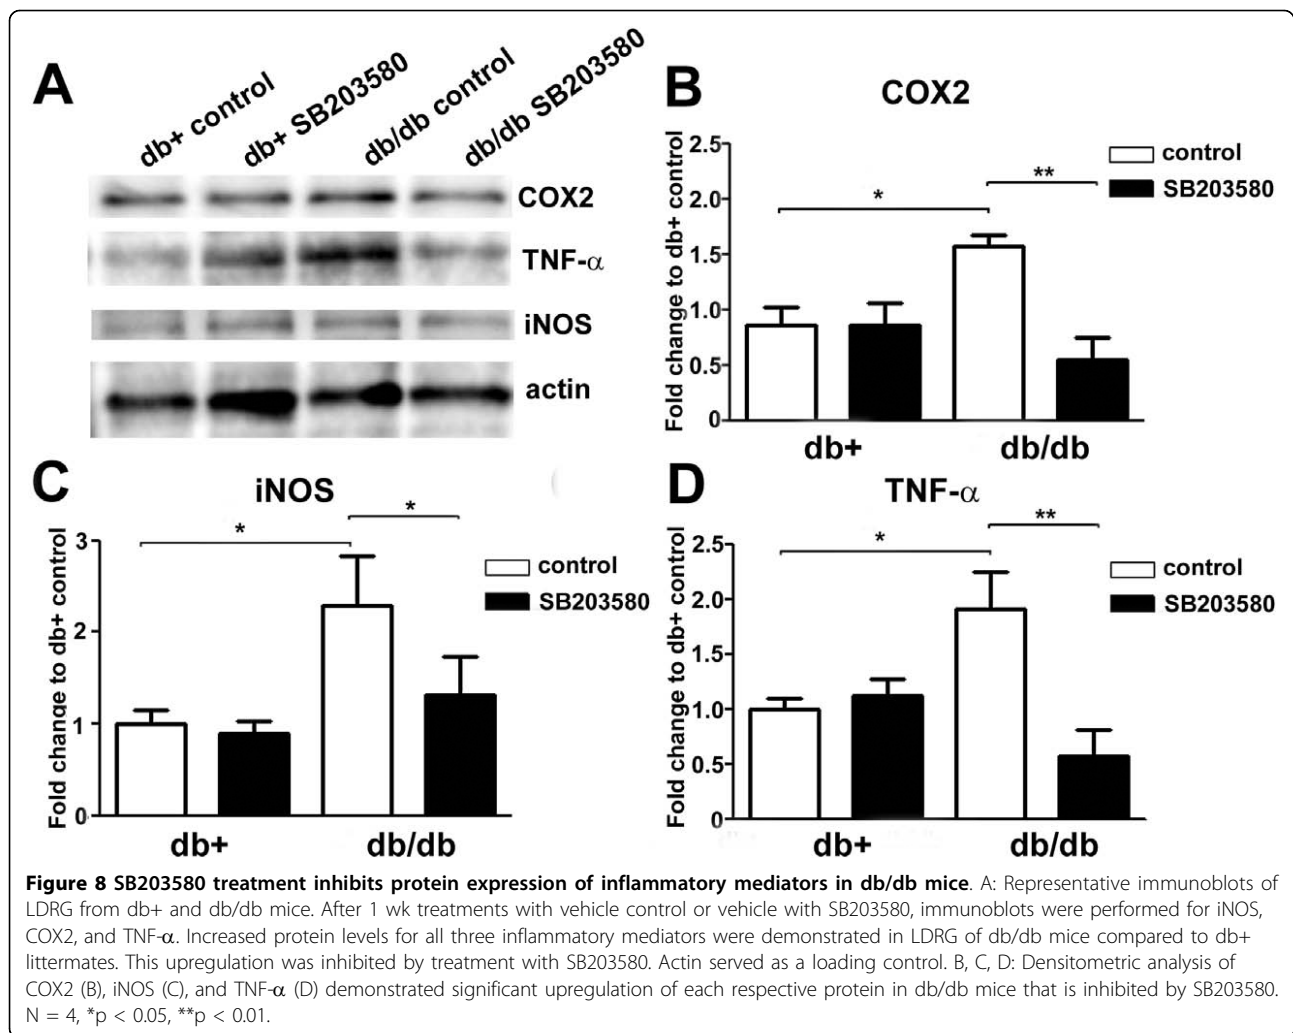 A
db+ control
db+ SB203580
db/db control
db/db SB203580
COX2
TNF-α
iNOS
actin
B
COX2
Fold change to db+ control
2.5
2.0
1.5
1.0
0.5
0
*
**
control
SB203580
db+
db/db
C
iNOS
Fold change to db+ control
3
2
1
0
*
*
control
SB203580
db+
db/db
D
TNF-α
Fold change to db+ control
2.5
2.0
1.5
1.0
0.5
0
*
**
control
SB203580
db+
db/db
Figure 8 SB203580 treatment inhibits protein expression of inflammatory mediators in db/db mice. A: Representative immunoblots of
LDRG from db+ and db/db mice. After 1 wk treatments with vehicle control or vehicle with SB203580, immunoblots were performed for iNOS,
COX2, and TNF-α. Increased protein levels for all three inflammatory mediators were demonstrated in LDRG of db/db mice compared to db+
littermates. This upregulation was inhibited by treatment with SB203580. Actin served as a loading control. B, C, D: Densitometric analysis of
COX2 (B), iNOS (C), and TNF-α (D) demonstrated significant upregulation of each respective protein in db/db mice that is inhibited by SB203580.
N = 4, *p < 0.05, **p < 0.01.